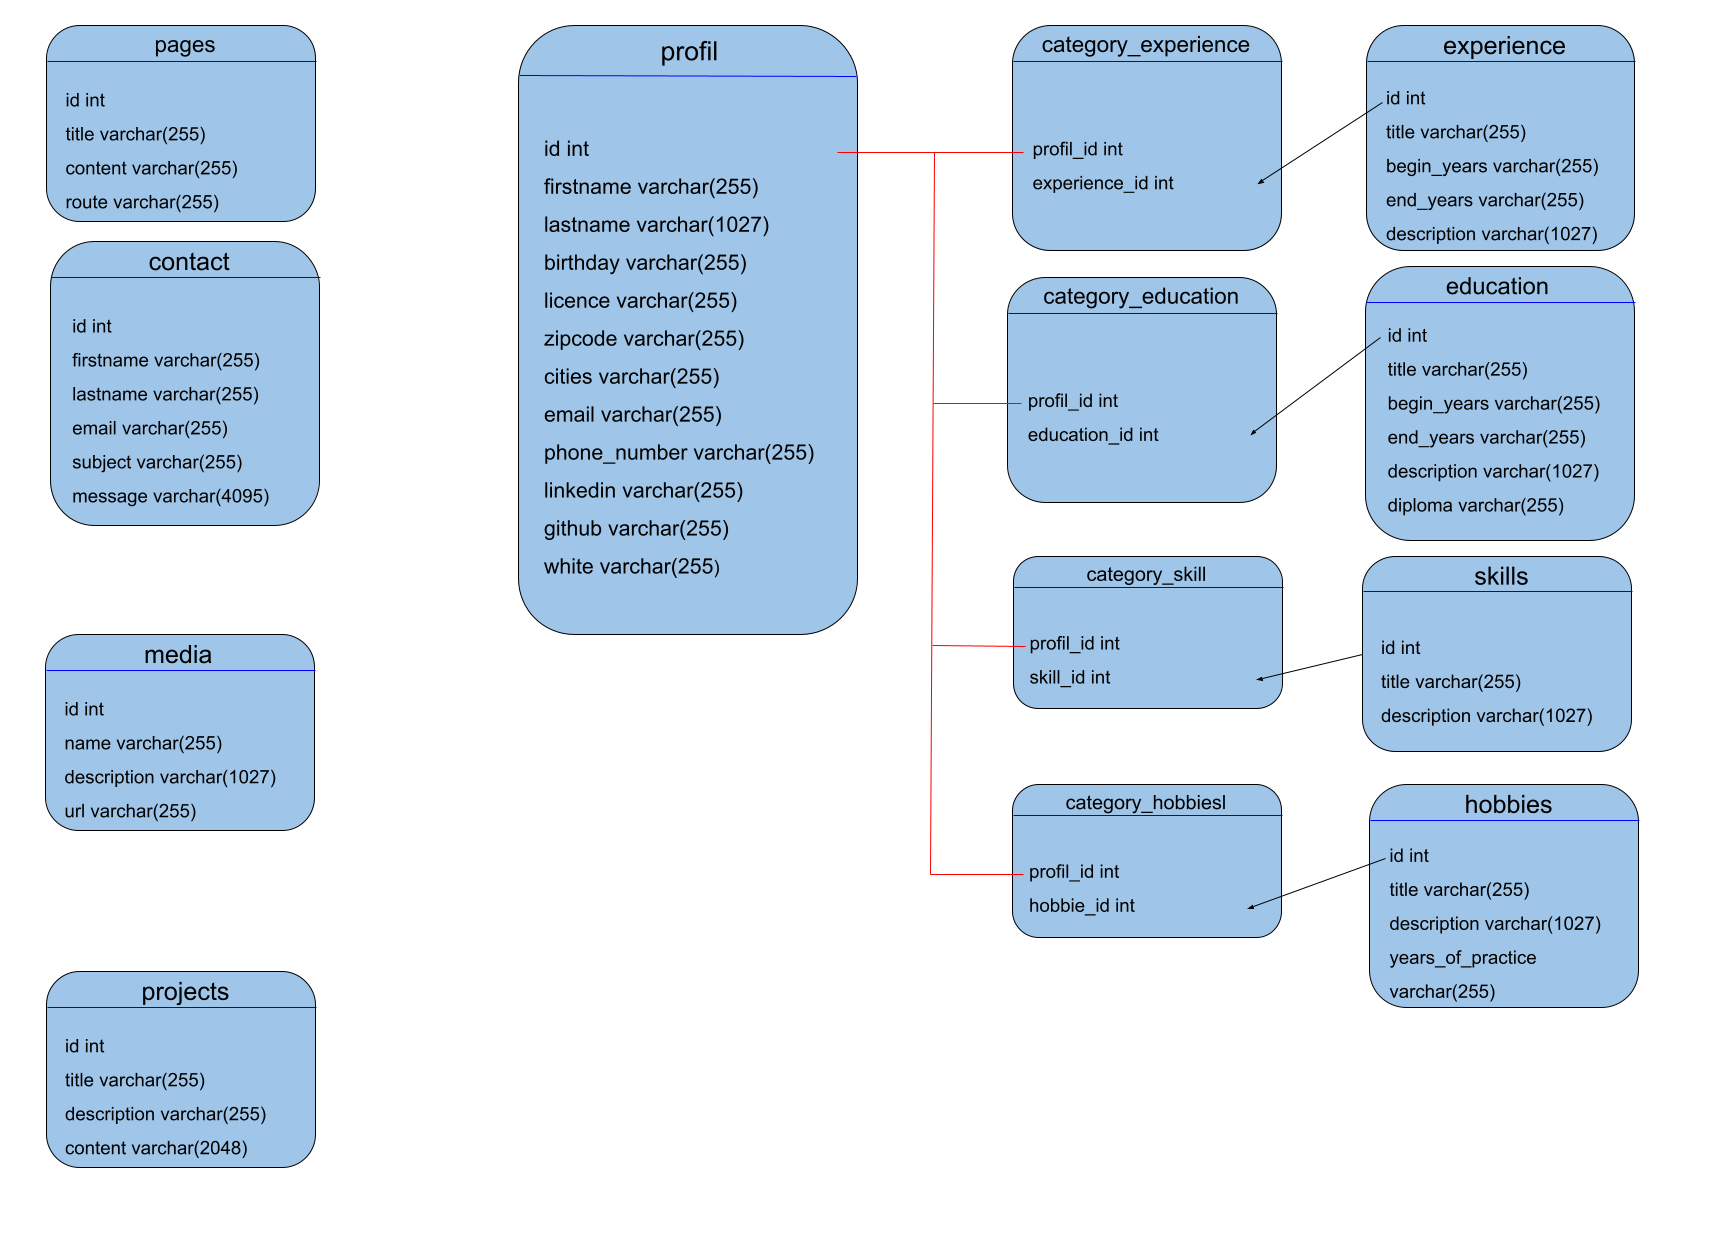 pages
id int
title varchar(255)
content varchar(255)
route varchar(255)
contact
id int
firstname varchar(255)
lastname varchar(255)
email varchar(255)
subject varchar(255)
message varchar(4095)
media
id int
name varchar(255)
description varchar(1027)
url varchar(255)
projects
id int
title varchar(255)
description varchar(255)
content varchar(2048)
profil
id int
firstname varchar(255)
lastname varchar(1027)
birthday varchar(255)
licence varchar(255)
zipcode varchar(255)
cities varchar(255)
email varchar(255)
phone_number varchar(255)
linkedin varchar(255)
github varchar(255)
white varchar(255)
category_experience
profil_id int
experience_id int
category_education
profil_id int
education_id int
category_skill
profil_id int
skill_id int
category_hobbiesl
profil_id int
hobbie_id int
experience
id int
title varchar(255)
begin_years varchar(255)
end_years varchar(255)
description varchar(1027)
education
id int
title varchar(255)
begin_years varchar(255)
end_years varchar(255)
description varchar(1027)
diploma varchar(255)
skills
id int
title varchar(255)
description varchar(1027)
hobbies
id int
title varchar(255)
description varchar(1027)
years_of_practice
varchar(255)